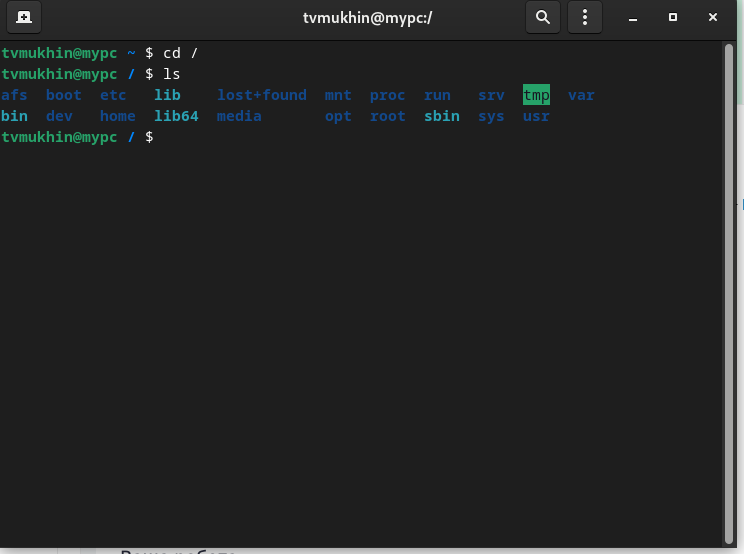 tvmukhin@mypc:/
tvmukhin@mypc ~ $ cd /
tvmukhin@mypc / $ ls
afs boot etc lib lost+found mnt proc run srv tmp var
bin dev home lib64 media opt root sbin sys usr
tvmukhin@mypc / $